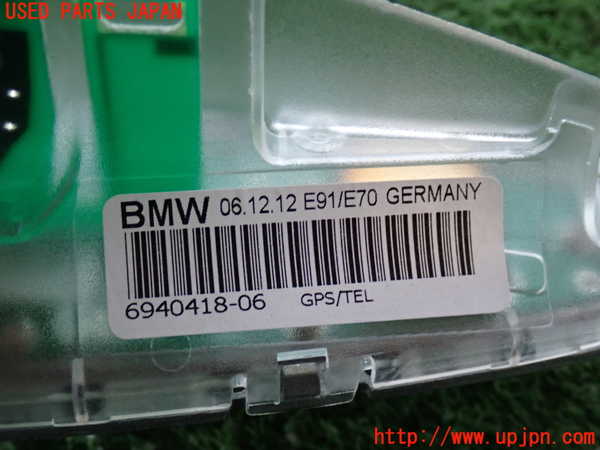 USED PARTS JAPAN
BMW 06.12.12 E91/E70 GERMANY
6940418-06 GPS/TEL
http://www.upjpn.com/